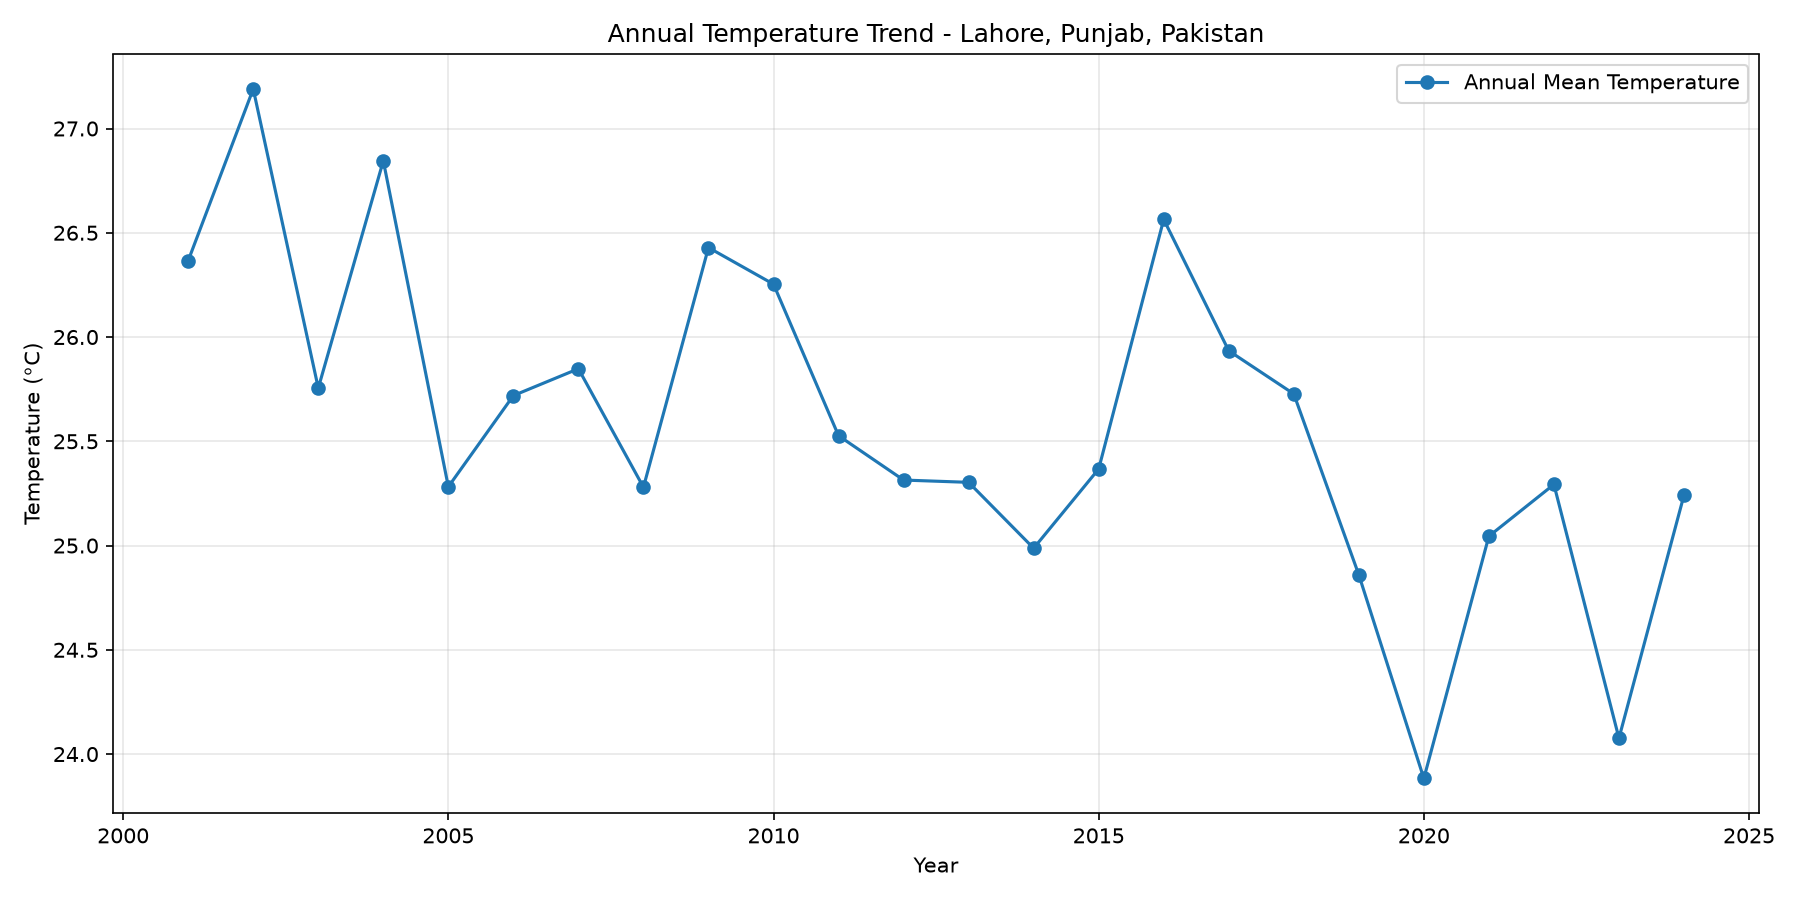 Annual Temperature Trend - Lahore, Punjab, Pakistan
Annual Mean Temperature
Temperature (°C)
27.0
26.5
26.0
25.5
25.0
24.5
24.0
2000 2005 2010 2015 2020 2025
Year